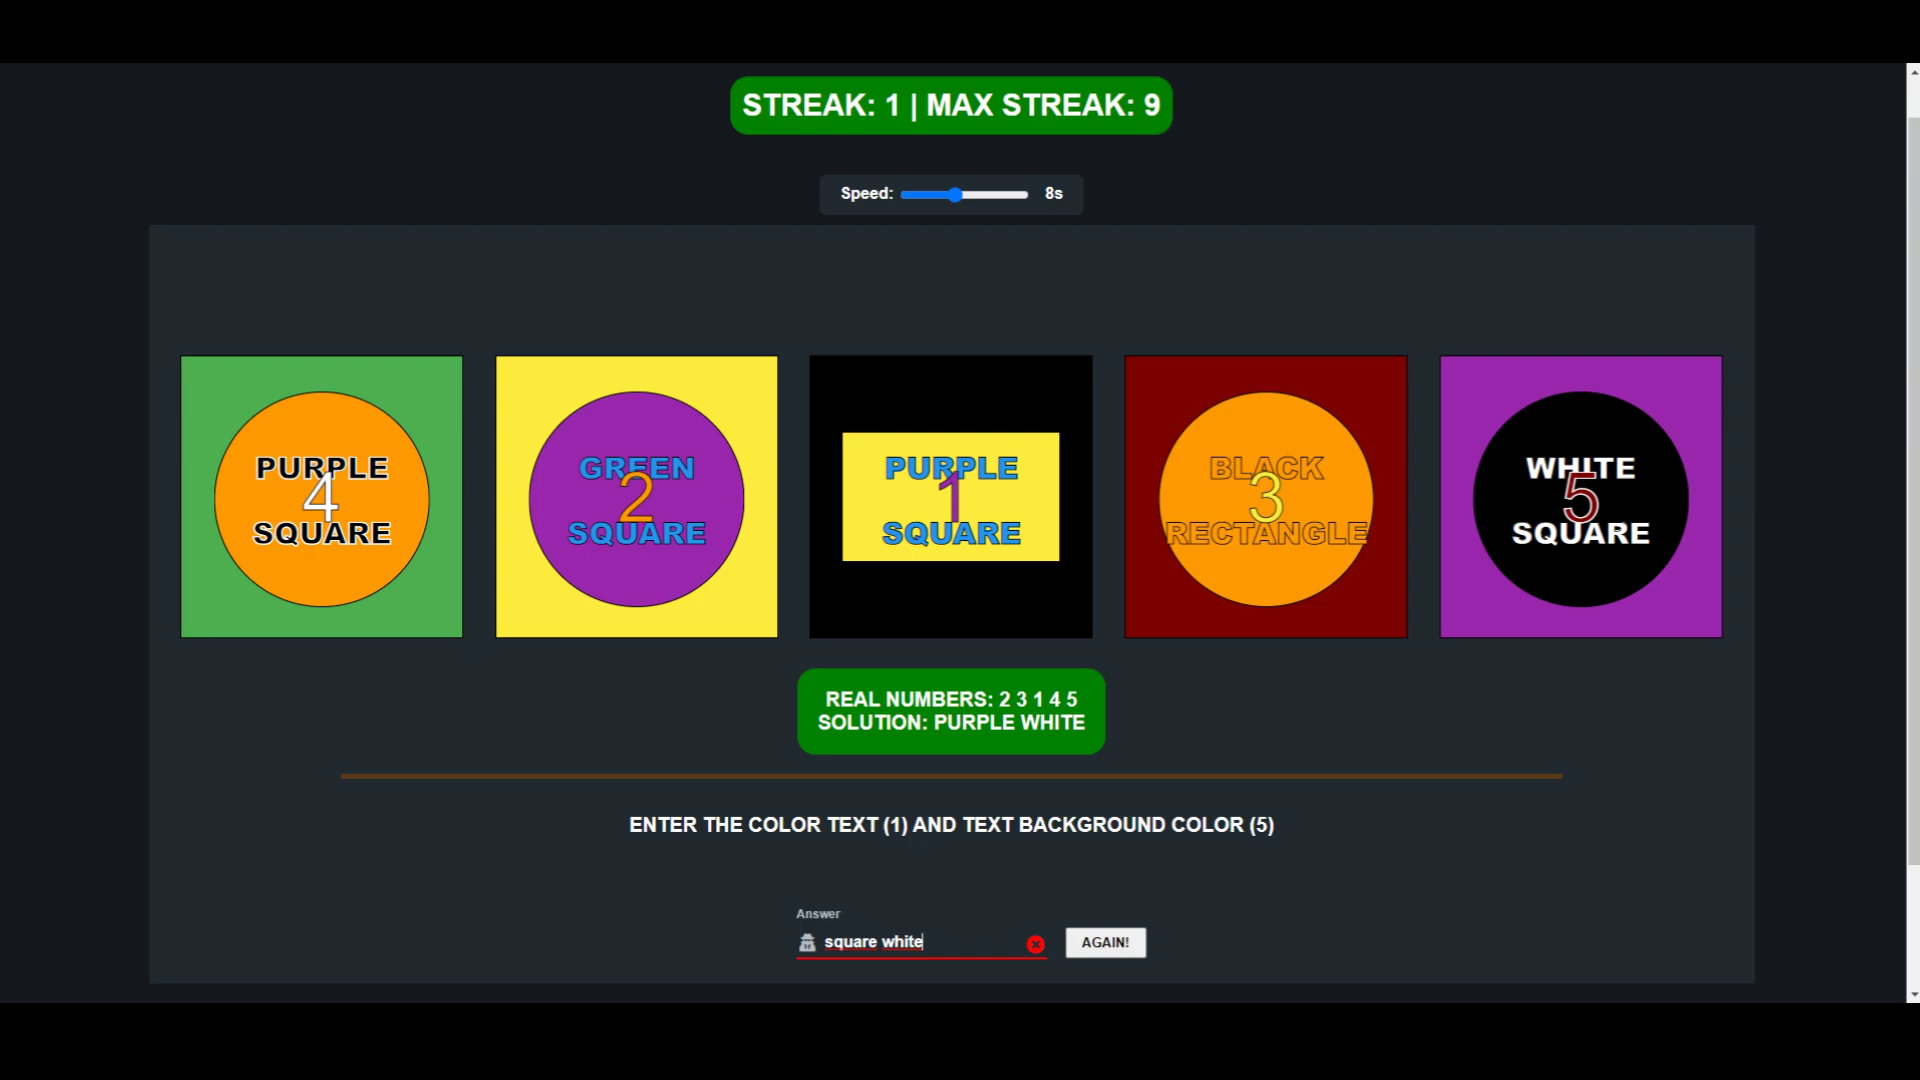 STREAK: 1 | MAX STREAK: 9
Speed: 8s
PURPLE
4
SQUARE
GREEN
2
SQUARE
PURPLE
1
SQUARE
BLACK
3
RECTANGLE
WHITE
5
SQUARE
REAL NUMBERS: 2 3 1 4 5
SOLUTION: PURPLE WHITE
ENTER THE COLOR TEXT (1) AND TEXT BACKGROUND COLOR (5)
Answer
square white
AGAIN!